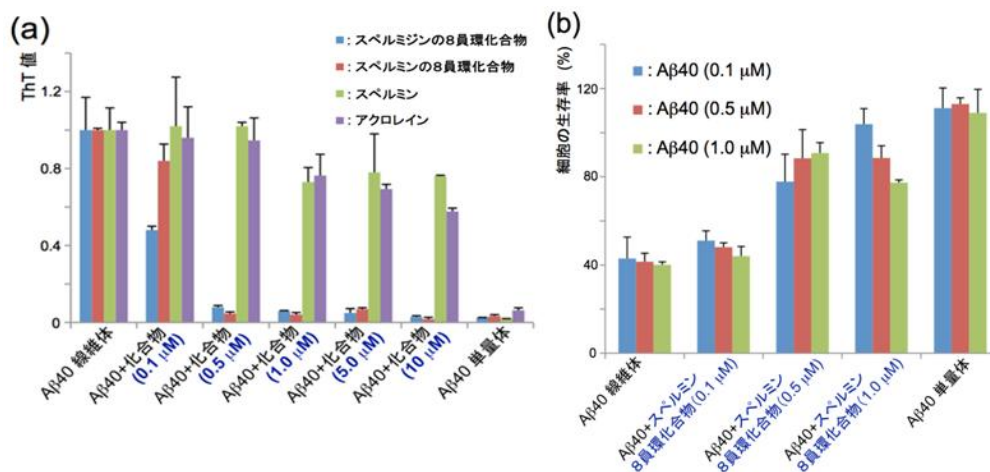 (a)
ThT 値
1.2
0.8
0.4
0
: スペルミジンの8員環化合物
: スペルミンの8員環化合物
: スペルミン
: アクロレイン
Aβ40 線維体
Aβ40+化合物
(0.1 μM)
Aβ40+化合物
(0.5 μM)
Aβ40+化合物
(1.0 μM)
Aβ40+化合物
(5.0 μM)
Aβ40+化合物
(10 μM)
Aβ40 単量体
(b)
細胞の生存率 (%)
120
80
40
0
: Aβ40 (0.1 μM)
: Aβ40 (0.5 μM)
: Aβ40 (1.0 μM)
Aβ40 線維体
Aβ40+スペルミン
8員環化合物(0.1 μM)
Aβ40+スペルミン
8員環化合物(0.5 μM)
Aβ40+スペルミン
8員環化合物(1.0 μM)
Aβ40 単量体